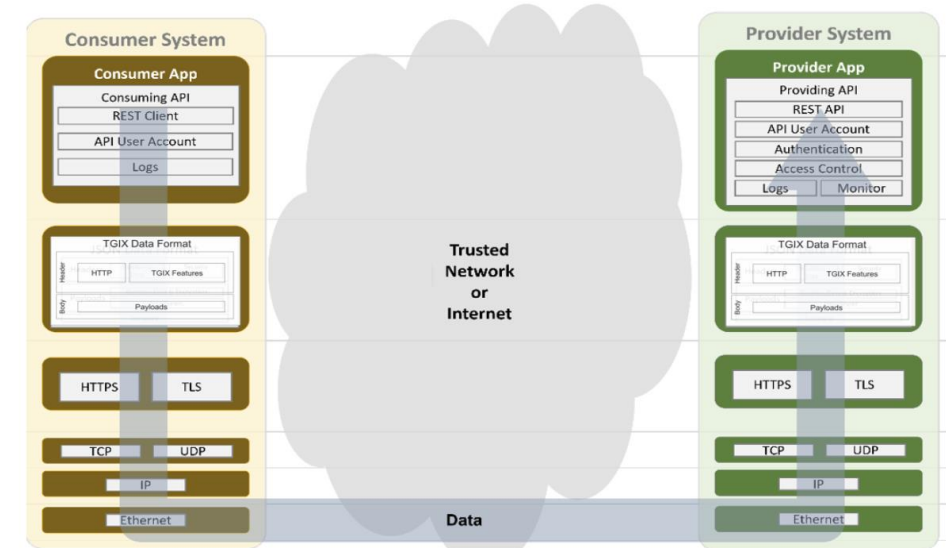 Consumer System
Consumer App
Consuming API
REST Client
API User Account
Logs
TGIX Data Format
Header
HTTP
TGIX Features
Body
Payloads
HTTPS
TLS
TCP
UDP
IP
Ethernet
Trusted
Network
or
Internet
Data
Provider System
Provider App
Providing API
REST API
API User Account
Authentication
Access Control
Logs
Monitor
TGIX Data Format
Header
HTTP
TGIX Features
Body
Payloads
HTTPS
TLS
TCP
UDP
IP
Ethernet